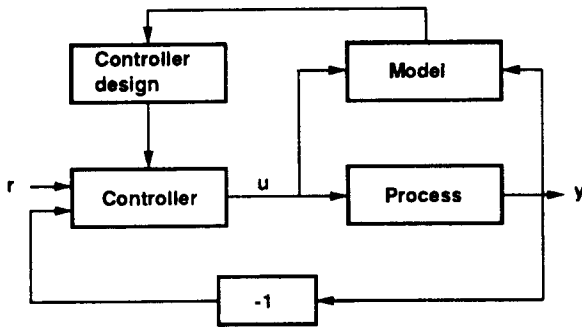 Controller
design
Model
r
Controller
u
Process
y
-1